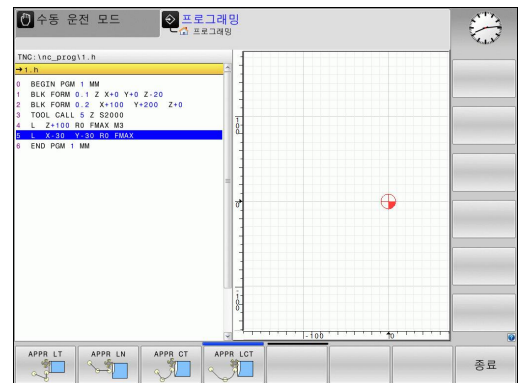 수동 운전 모드
프로그래밍
프로그래밍
TNC:\nc_prog\1.h
→1.h
0 BEGIN PGM 1 MM
1 BLK FORM 0.1 Z X+0 Y+0 Z-20
2 BLK FORM 0.2 X+100 Y+200 Z+0
3 TOOL CALL 5 Z S2000
4 L Z+100 R0 FMAX M3
5 L X-30 Y-30 R0 FMAX
6 END PGM 1 MM
-100
APPR LT
APPR LN
APPR CT
APPR LCT
종료